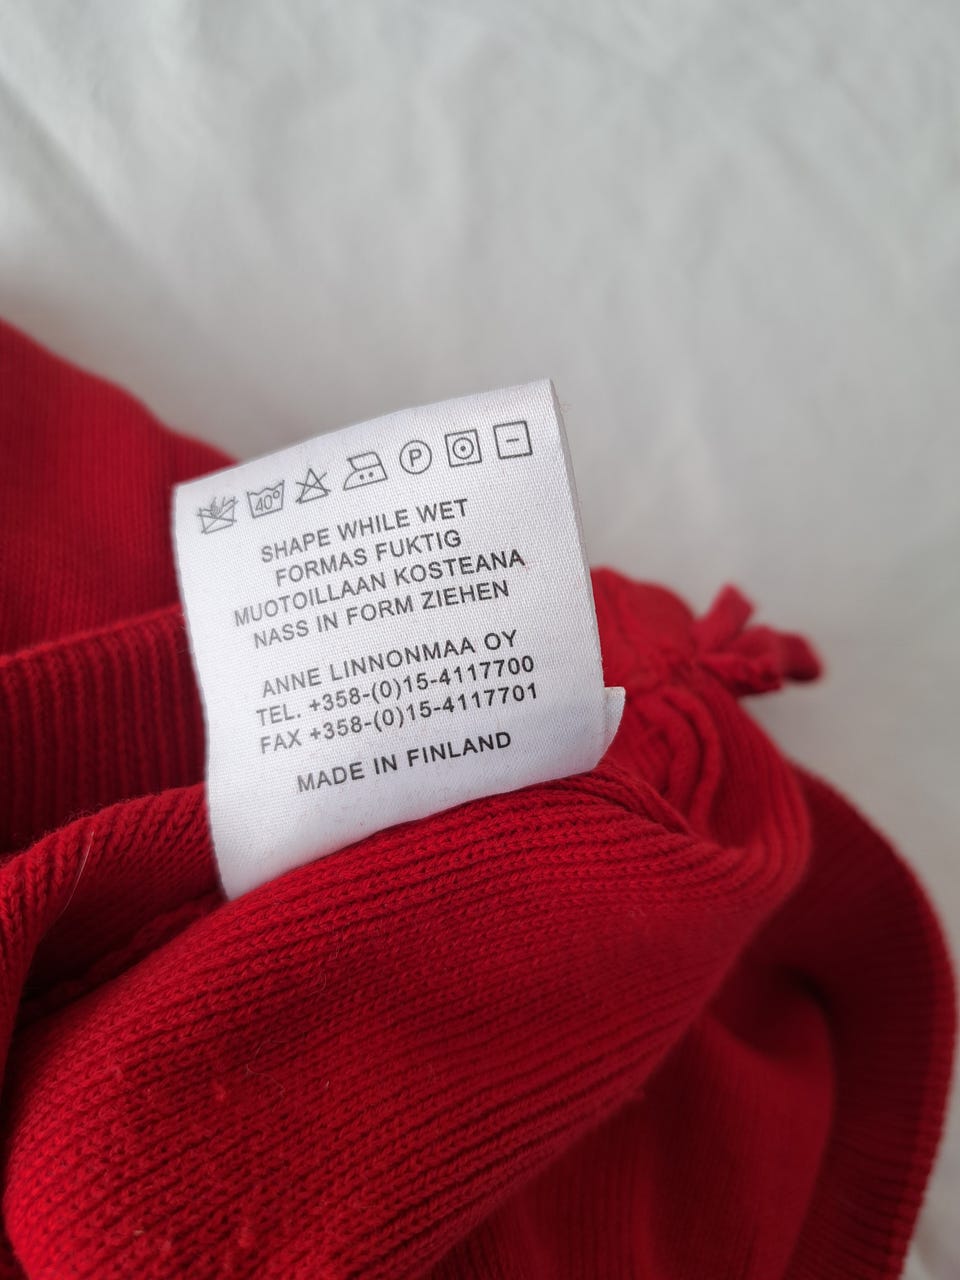 40°
P
SHAPE WHILE WET
FORMAS FUKTIG
MUOTOILLAAN KOSTEANA
NASS IN FORM ZIEHEN
ANNE LINNONMAA OY
TEL. +358-(0)15-4117700
FAX +358-(0)15-4117701
MADE IN FINLAND